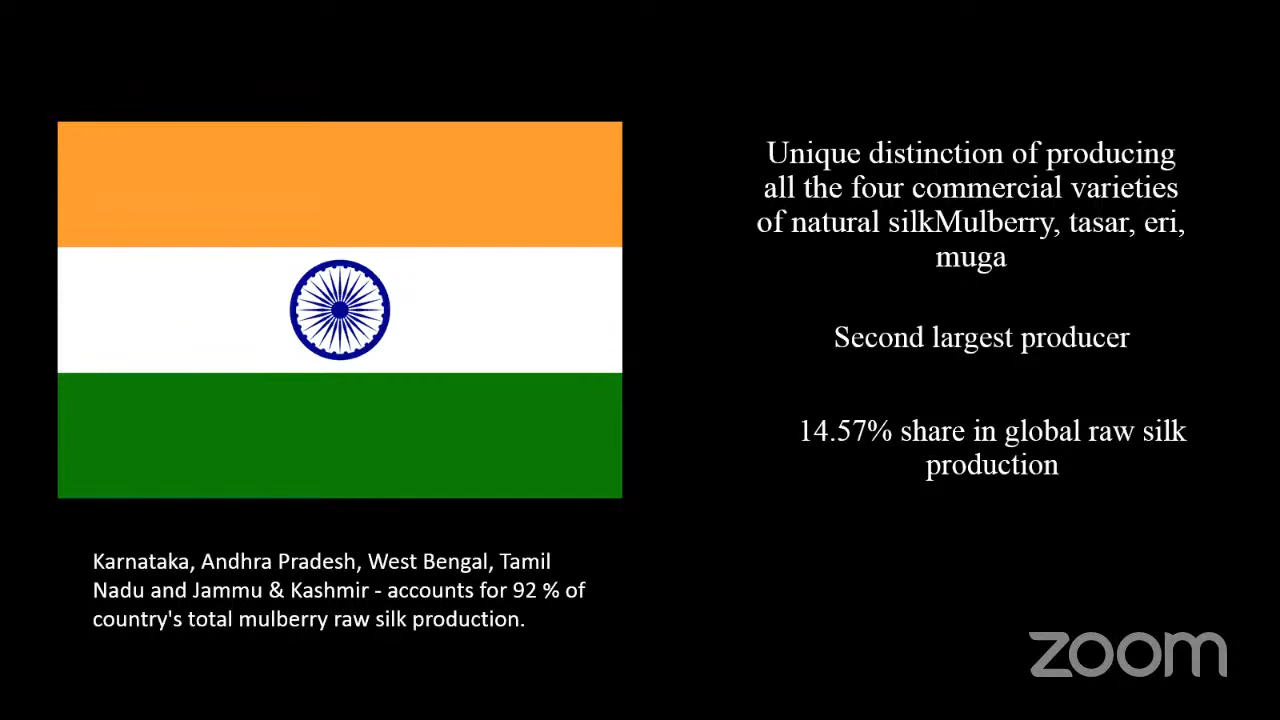 Unique distinction of producing
all the four commercial varieties
of natural silkMulberry, tasar, eri,
muga
Second largest producer
14.57% share in global raw silk
production
Karnataka, Andhra Pradesh, West Bengal, Tamil
Nadu and Jammu & Kashmir - accounts for 92 % of
country's total mulberry raw silk production.
zoom